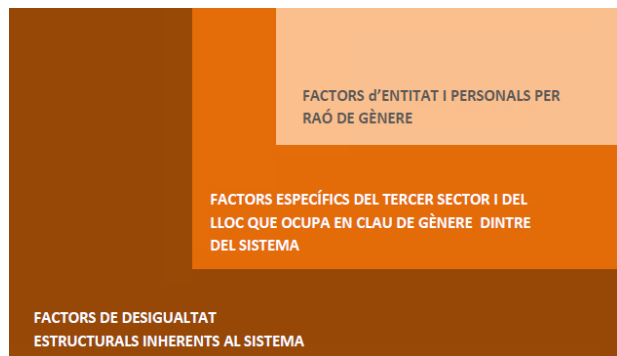 FACTORS d’ENTITAT I PERSONALS PER
RAÓ DE GÈNERE
FACTORS ESPECÍFICS DEL TERCER SECTOR I DEL
LLOC QUE OCUPA EN CLAU DE GÈNERE DINTRE
DEL SISTEMA
FACTORS DE DESIGUALTAT
ESTRUCTURALS INHERENTS AL SISTEMA